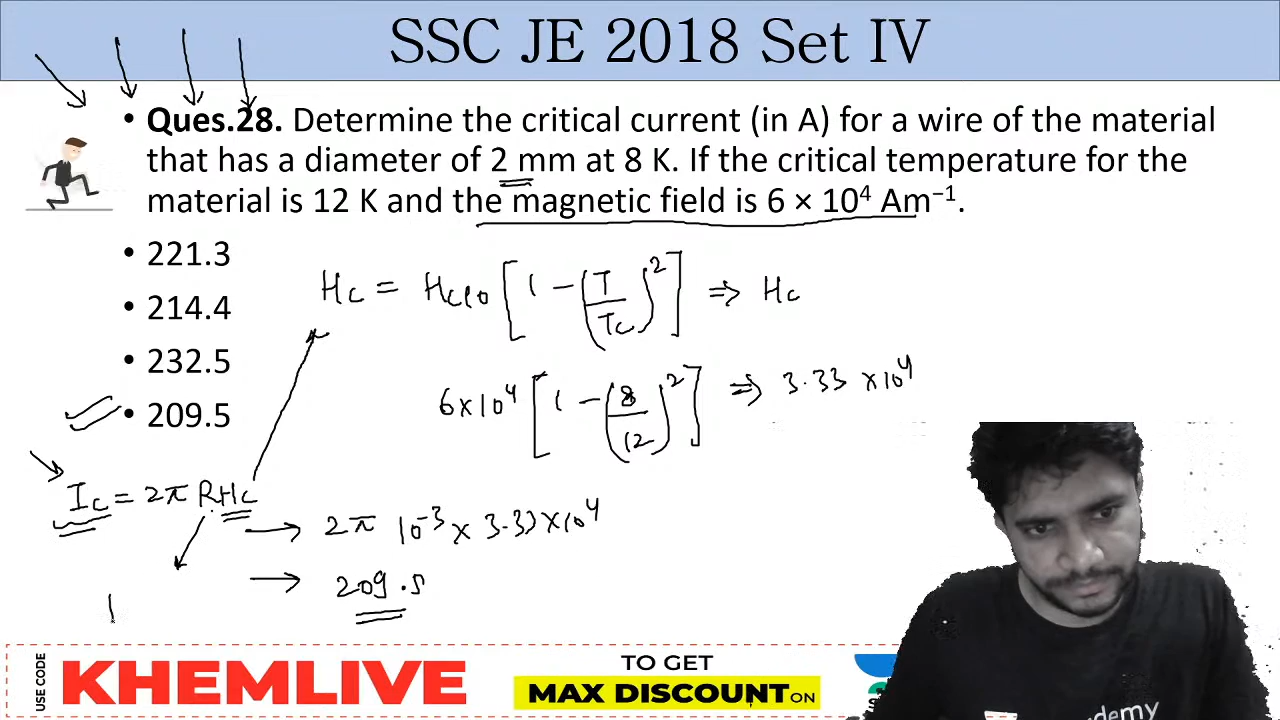 SSC JE 2018 Set IV
• Ques.28. Determine the critical current (in A) for a wire of the material
that has a diameter of 2 mm at 8 K. If the critical temperature for the
material is 12 K and the magnetic field is 6 × 10⁴ Am⁻¹.
• 221.3
• 214.4
• 232.5
• 209.5
Hc = Hc(0) [1 - (T/Tc)²] ⇒ Hc
6×10⁴ [1 - (8/12)²] ⇒ 3.33 ×10⁴
Ic = 2π RHc
→ 2π 10⁻³ × 3.33×10⁴
→ 209.5
USE CODE
KHEMLIVE
TO GET
MAX DISCOUNT ON